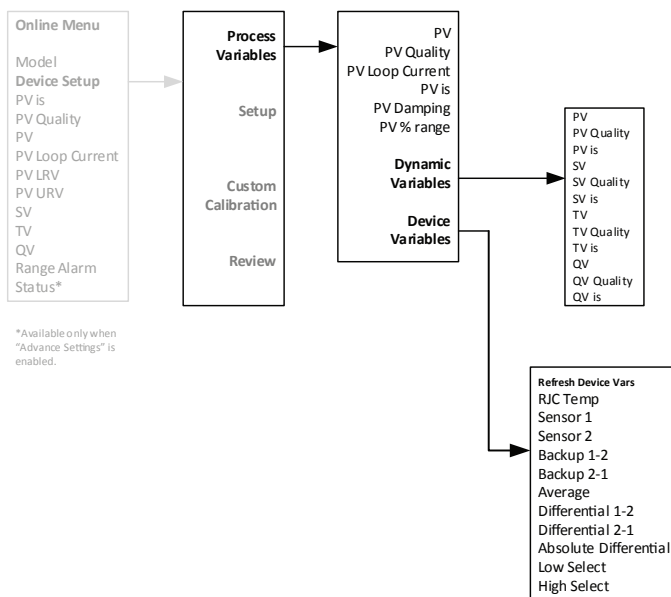 Online Menu
Model
Device Setup
PV is
PV Quality
PV
PV Loop Current
PV LRV
PV URV
SV
TV
QV
Range Alarm
Status*
*Available only when
"Advance Settings" is
enabled.
Process
Variables
Setup
Custom
Calibration
Review
PV
PV Quality
PV Loop Current
PV is
PV Damping
PV % range
Dynamic
Variables
Device
Variables
PV
PV Quality
PV is
SV
SV Quality
SV is
TV
TV Quality
TV is
QV
QV Quality
QV is
Refresh Device Vars
RJC Temp
Sensor 1
Sensor 2
Backup 1-2
Backup 2-1
Average
Differential 1-2
Differential 2-1
Absolute Differential
Low Select
High Select